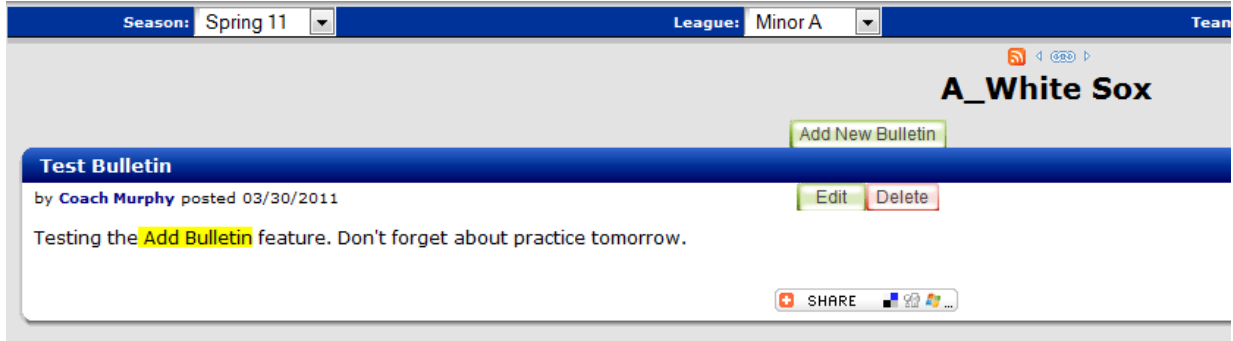 Season: Spring 11 League: Minor A Team
A_White Sox
Add New Bulletin
Test Bulletin
by Coach Murphy posted 03/30/2011 Edit Delete
Testing the Add Bulletin feature. Don't forget about practice tomorrow.
SHARE ...